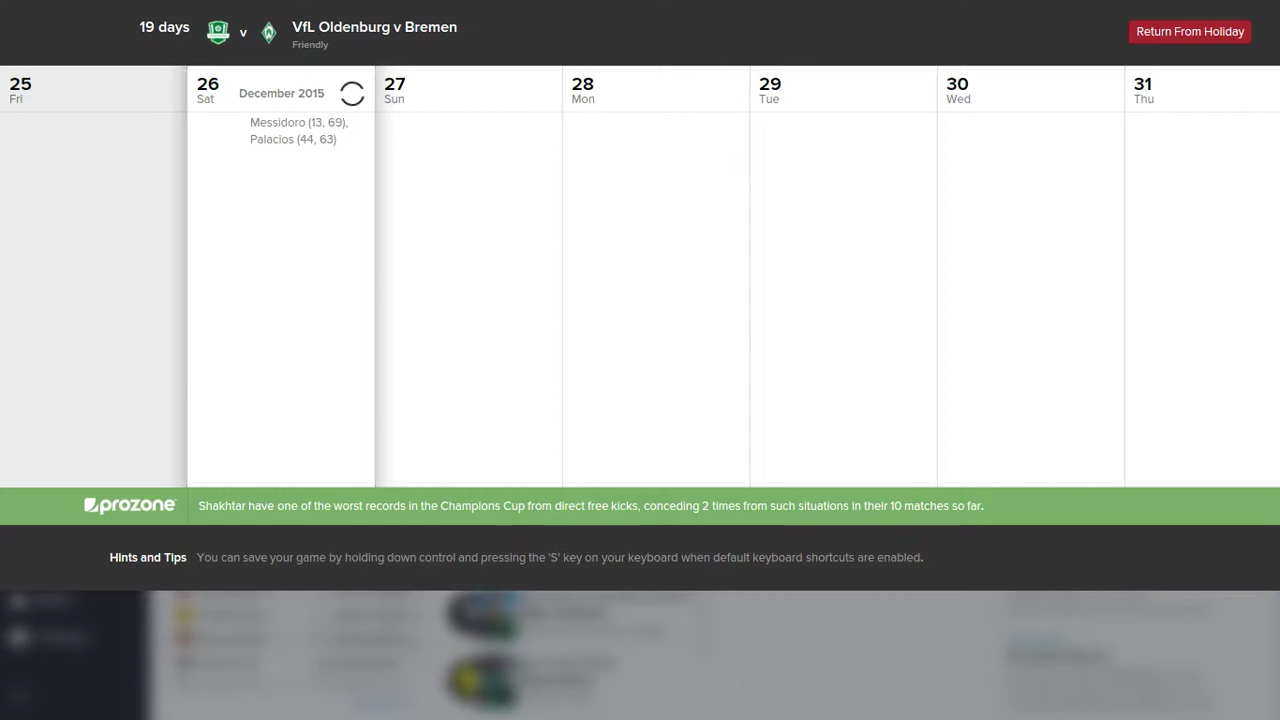 19 days
v
VfL Oldenburg v Bremen
Friendly
Return From Holiday
25
Fri
26
Sat
December 2015
27
Sun
28
Mon
29
Tue
30
Wed
31
Thu
Messidoro (13, 69),
Palacios (44, 63)
prozone
Shakhtar have one of the worst records in the Champions Cup from direct free kicks, conceding 2 times from such situations in their 10 matches so far.
Hints and Tips
You can save your game by holding down control and pressing the 'S' key on your keyboard when default keyboard shortcuts are enabled.